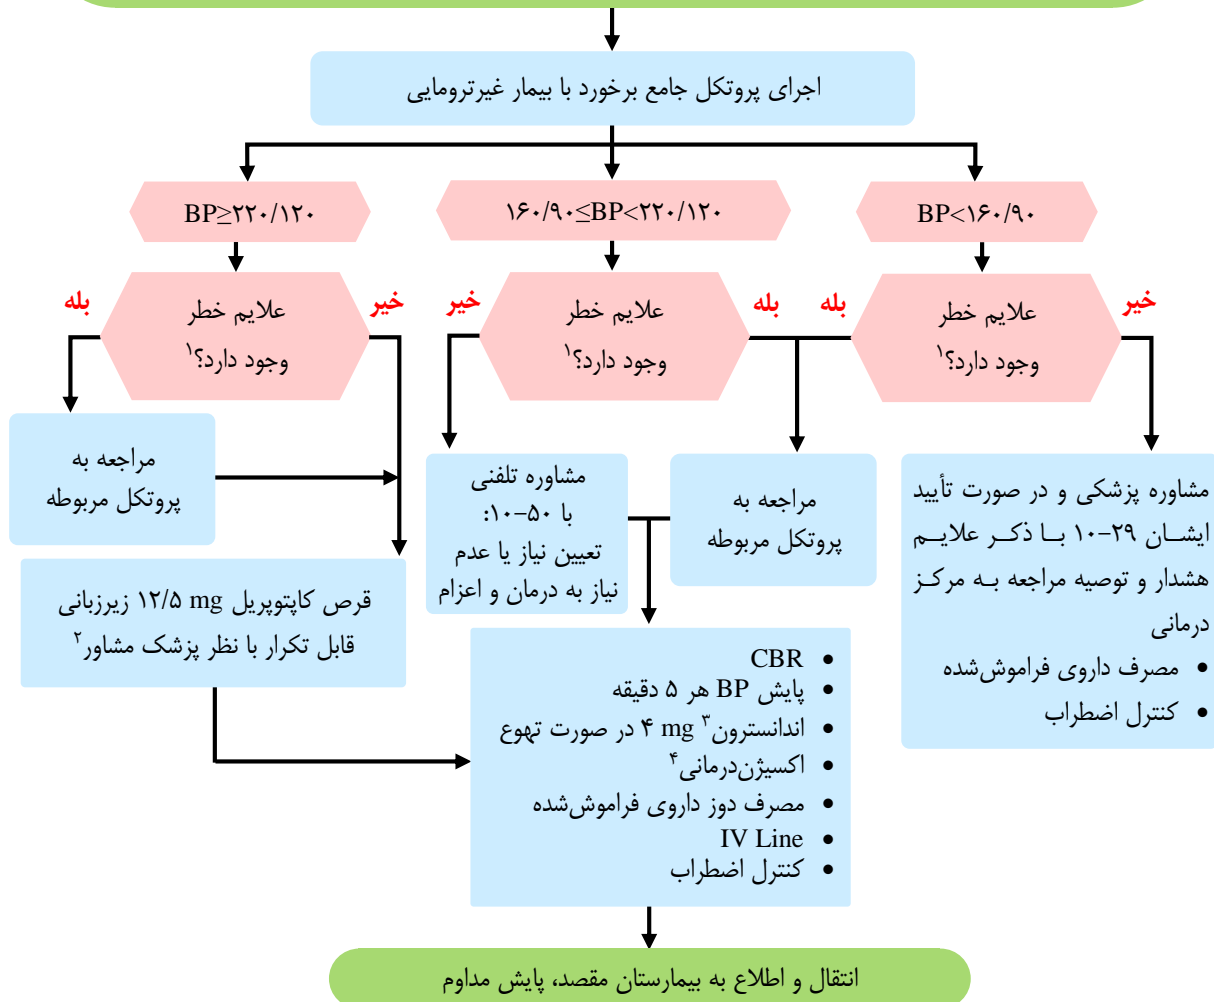 اجرای پروتکل جامع برخورد با بیمار غیرترومایی
BP<۱۶۰/۹۰
۱۶۰/۹۰≤BP<۲۲۰/۱۲۰
BP≥۲۲۰/۱۲۰
خیر
علایم خطر
وجود دارد؟۱
بله
بله
علایم خطر
وجود دارد؟۱
خیر
خیر
علایم خطر
وجود دارد؟۱
بله
مشاوره پزشکی و در صورت تأیید
ایشان ۲۹-۱۰ با ذکر علایم
هشدار و توصیه مراجعه به مرکز
درمانی
• مصرف داروی فراموش‌شده
• کنترل اضطراب
مراجعه به
پروتکل مربوطه
مشاوره تلفنی
با ۵۰-۱۰:
تعیین نیاز یا عدم
نیاز به درمان و اعزام
مراجعه به
پروتکل مربوطه
قرص کاپتوپریل ۱۲/۵ mg زیرزبانی
قابل تکرار با نظر پزشک مشاور۲
• CBR
• پایش BP هر ۵ دقیقه
• اندانسترون۳ ۴ mg در صورت تهوع
• اکسیژن‌درمانی۴
• مصرف دوز داروی فراموش‌شده
• IV Line
• کنترل اضطراب
انتقال و اطلاع به بیمارستان مقصد، پایش مداوم